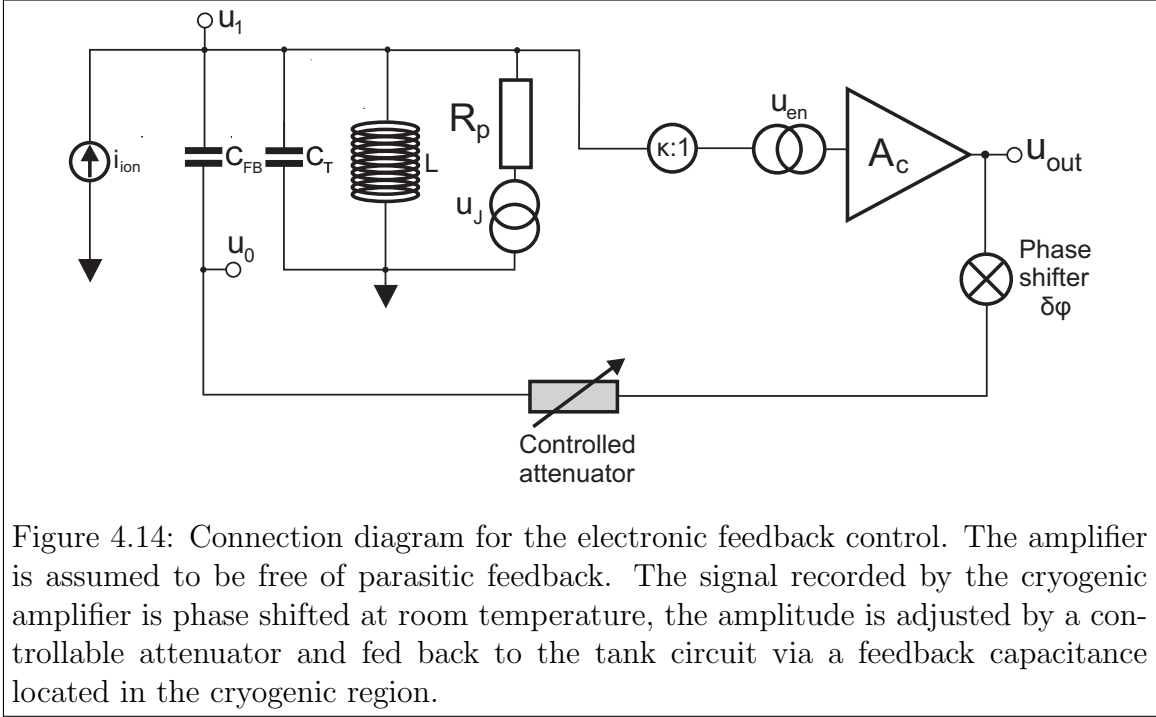 u1
iion
CFB
CT
L
Rp
uJ
u0
κ:1
uen
Ac
uout
Phase
shifter
δφ
Controlled
attenuator
Figure 4.14: Connection diagram for the electronic feedback control. The amplifier
is assumed to be free of parasitic feedback. The signal recorded by the cryogenic
amplifier is phase shifted at room temperature, the amplitude is adjusted by a con-
trollable attenuator and fed back to the tank circuit via a feedback capacitance
located in the cryogenic region.